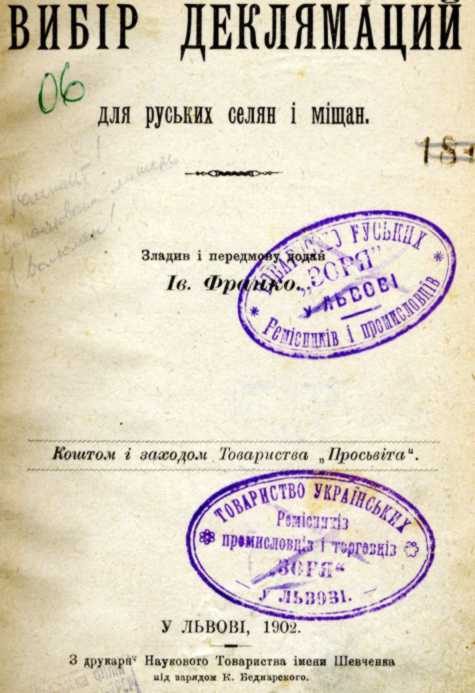 ВИБІР ДЕКЛЯМАЦИЙ
06
для руських селян і міщан.
18
Зладив і передмову додав
Ів. Франко.
ТОВАРИСТВО РУСЬКИХ
„ЗОРЯ"
У ЛЬВОВІ
Ремісників і промисловців
Коштом і заходом Товариства „Просьвіта".
ТОВАРИСТВО УКРАЇНСЬКИХ
Ремісників
промисловців і торговців
„ЗОРЯ"
У ЛЬВОВІ.
У ЛЬВОВІ, 1902.
З друкарні Наукового Товариства імени Шевченка
під зарядом К. Беднарского.